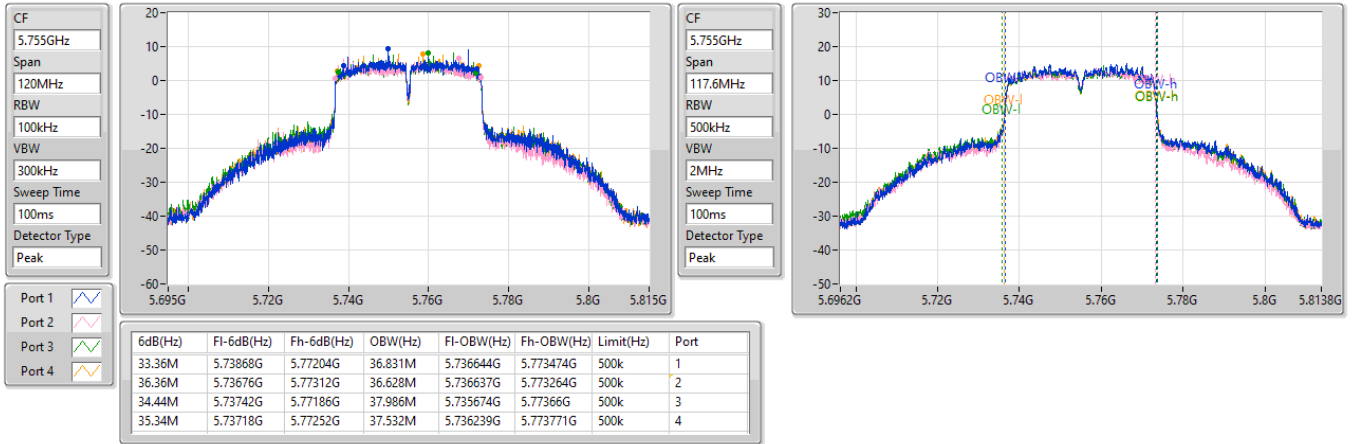 CF
5.755GHz
Span
120MHz
RBW
100kHz
VBW
300kHz
Sweep Time
100ms
Detector Type
Peak
20
10
0
-10
-20
-30
-40
-50
-60
5.695G 5.72G 5.74G 5.76G 5.78G 5.8G 5.815G
CF
5.755GHz
Span
117.6MHz
RBW
500kHz
VBW
2MHz
Sweep Time
100ms
Detector Type
Peak
30
20
10
0
-10
-20
-30
-40
-50
5.6962G 5.72G 5.74G 5.76G 5.78G 5.8G 5.8138G
OBW-h
OBW-l
OBW-l
OBW-h
Port 1
Port 2
Port 3
Port 4
6dB(Hz) Fl-6dB(Hz) Fh-6dB(Hz) OBW(Hz) Fl-OBW(Hz) Fh-OBW(Hz) Limit(Hz) Port
33.36M 5.73868G 5.77204G 36.831M 5.736644G 5.773474G 500k 1
36.36M 5.73676G 5.77312G 36.628M 5.736637G 5.773264G 500k 2
34.44M 5.73742G 5.77186G 37.986M 5.735674G 5.77366G 500k 3
35.34M 5.73718G 5.77252G 37.532M 5.736239G 5.773771G 500k 4